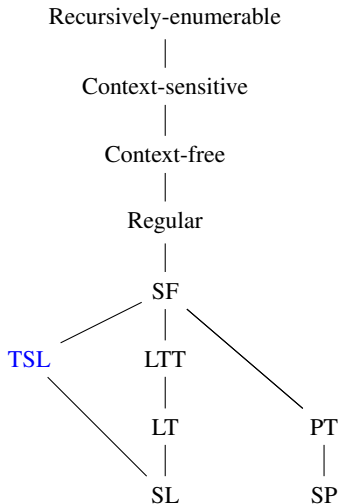 Recursively-enumerable
Context-sensitive
Context-free
Regular
SF
TSL LTT
LT PT
SL SP